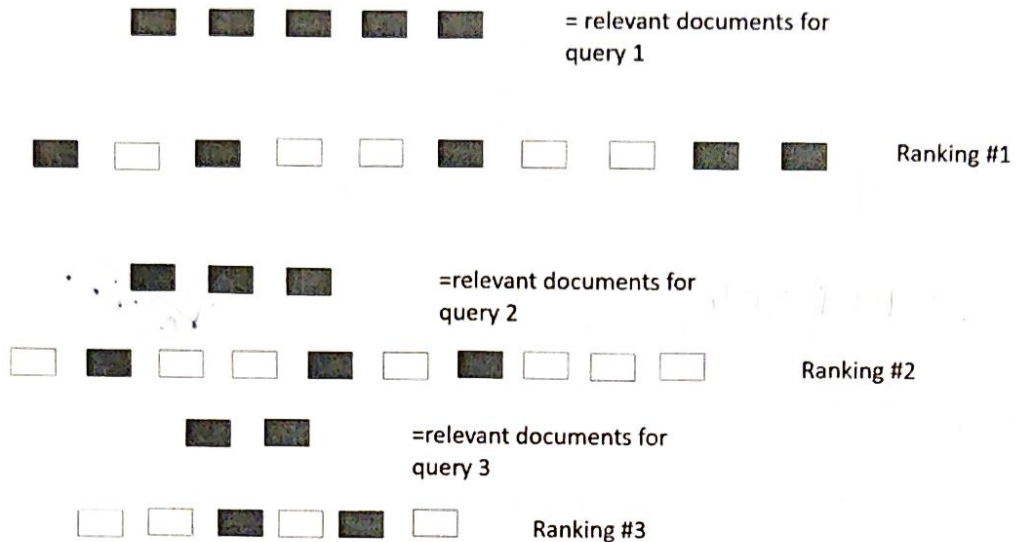 = relevant documents for
query 1
Ranking #1
=relevant documents for
query 2
Ranking #2
=relevant documents for
query 3
Ranking #3